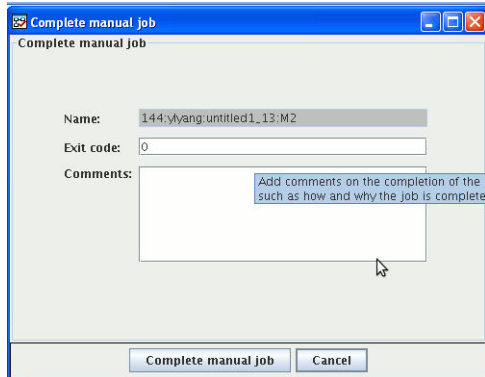 Complete manual job
Complete manual job
Name:
144:ylyang:untitled1_13:M2
Exit code:
0
Comments:
Add comments on the completion of the
such as how and why the job is complete
Complete manual job
Cancel